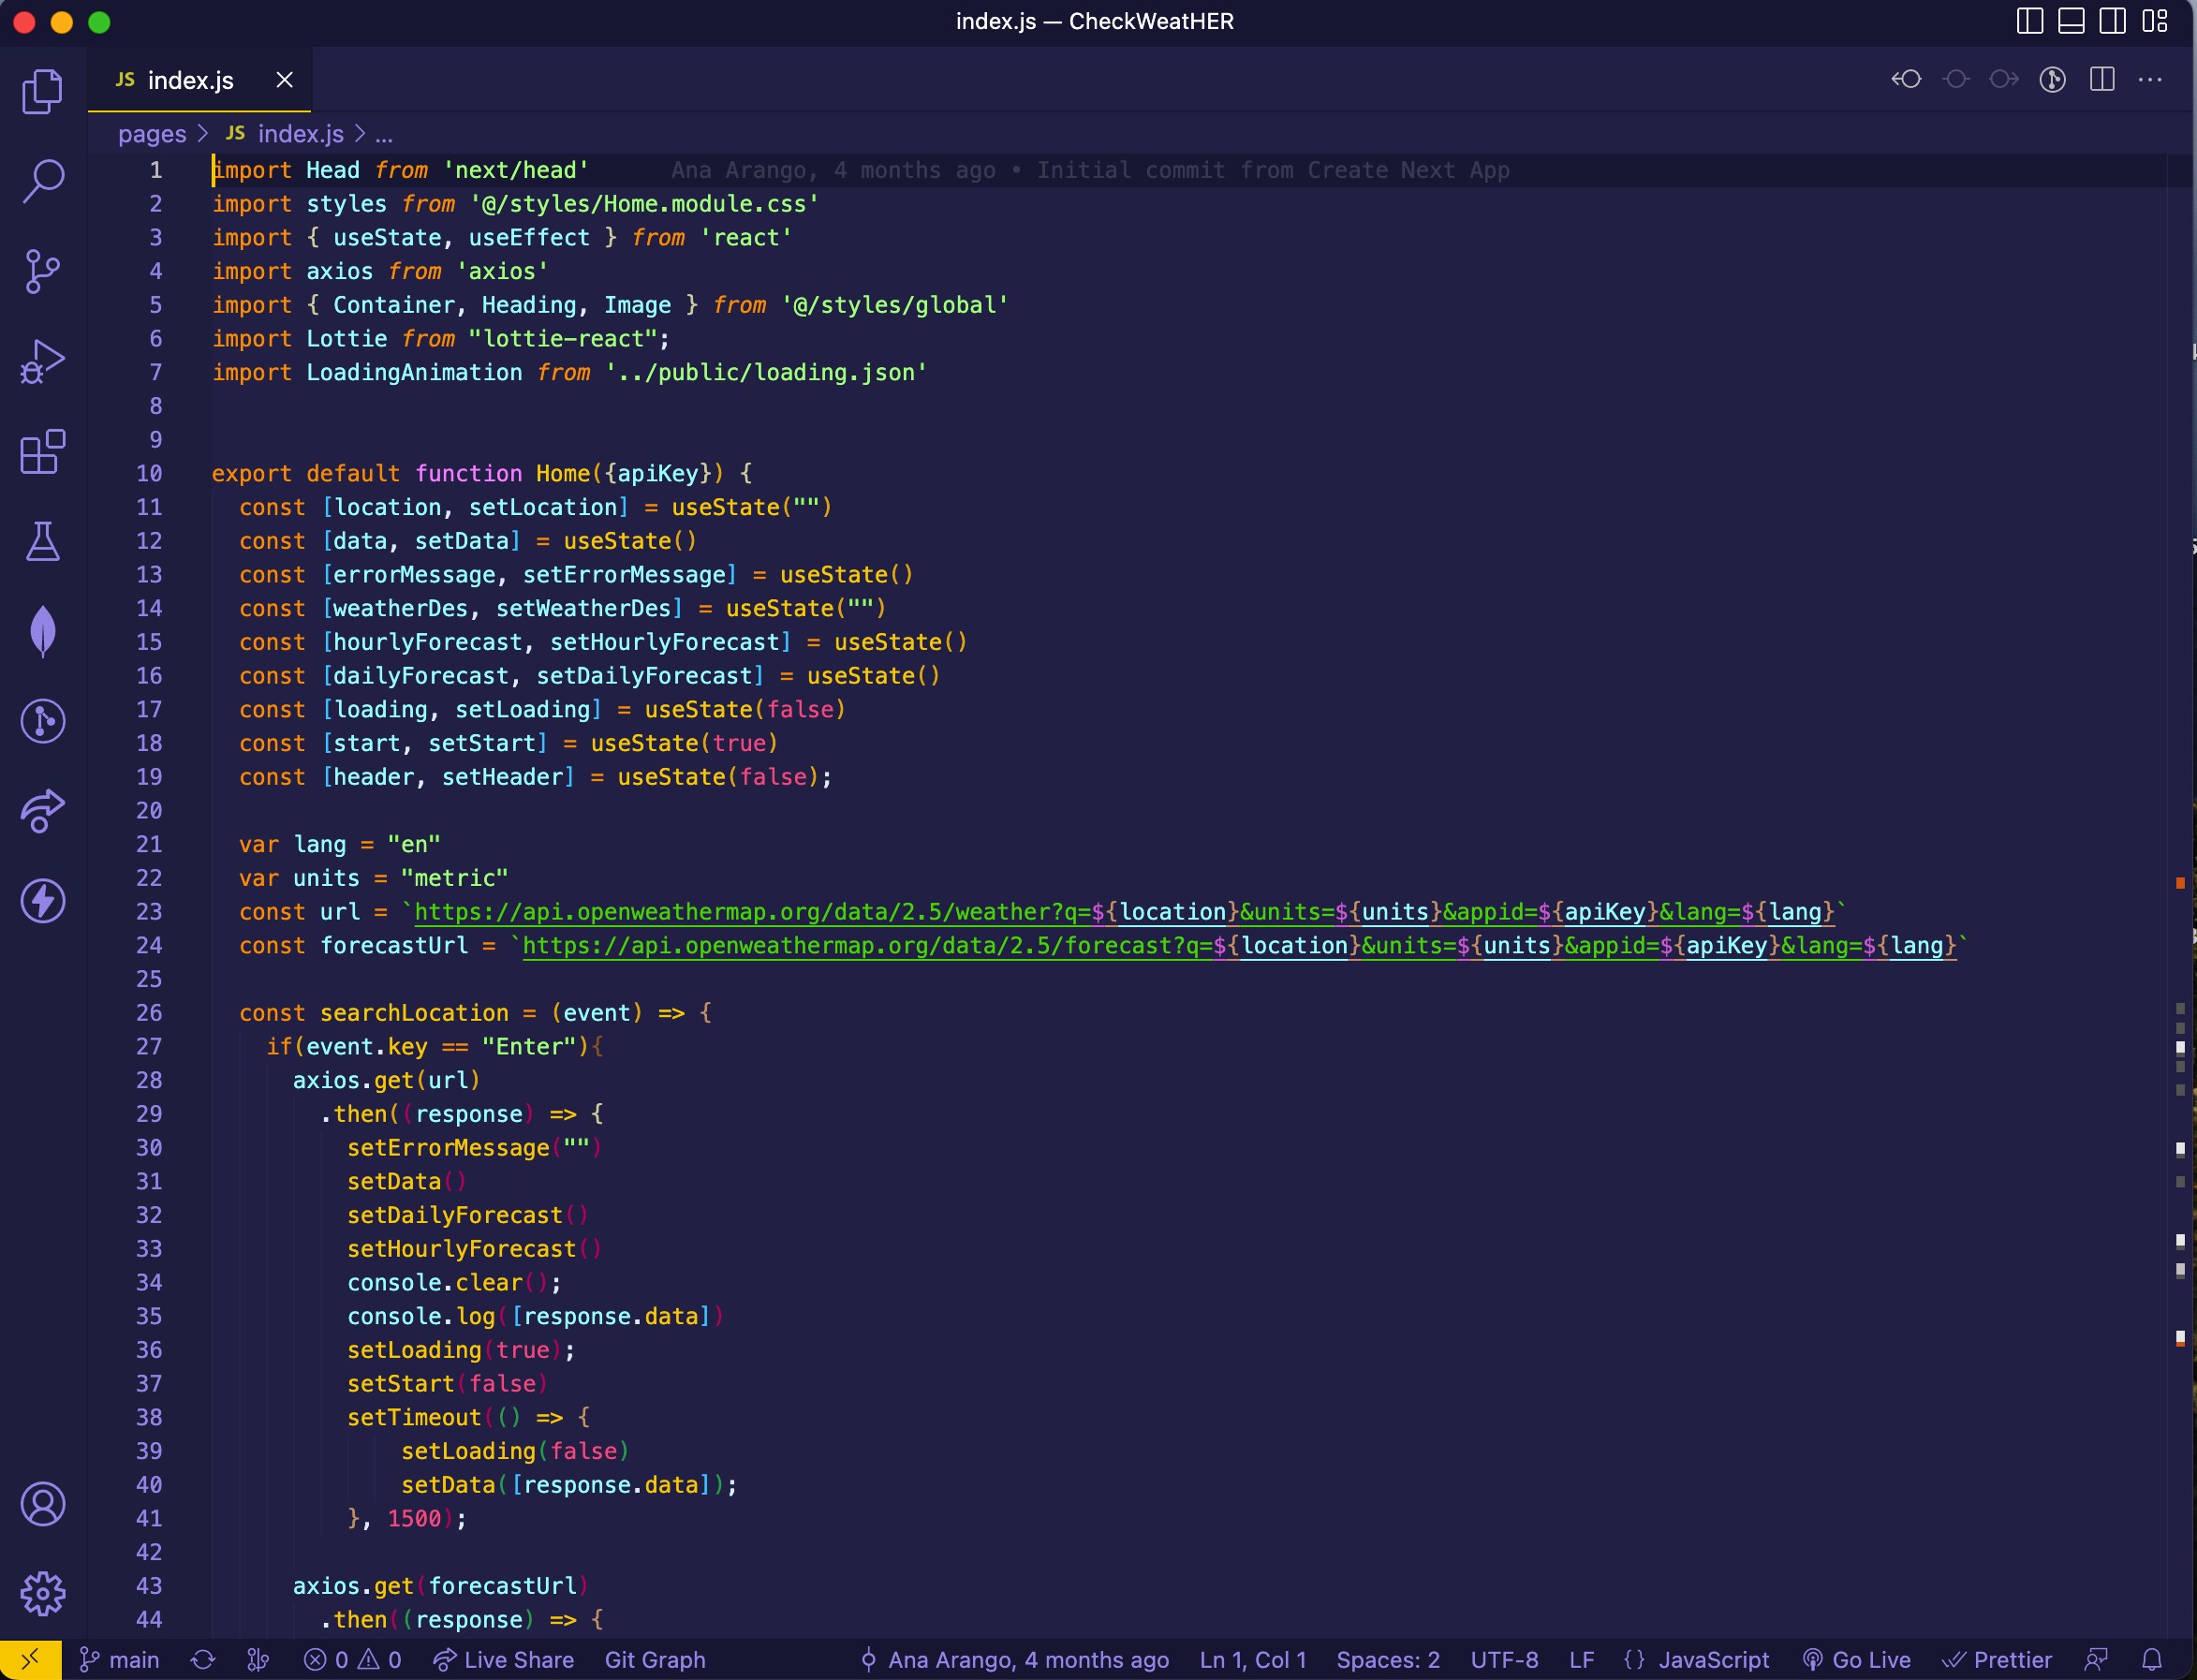 index.js — CheckWeatHER
JS index.js
pages > JS index.js > ...
1 import Head from 'next/head' Ana Arango, 4 months ago • Initial commit from Create Next App
2 import styles from '@/styles/Home.module.css'
3 import { useState, useEffect } from 'react'
4 import axios from 'axios'
5 import { Container, Heading, Image } from '@/styles/global'
6 import Lottie from "lottie-react";
7 import LoadingAnimation from '../public/loading.json'
8
9
10 export default function Home({apiKey}) {
11   const [location, setLocation] = useState("")
12   const [data, setData] = useState()
13   const [errorMessage, setErrorMessage] = useState()
14   const [weatherDes, setWeatherDes] = useState("")
15   const [hourlyForecast, setHourlyForecast] = useState()
16   const [dailyForecast, setDailyForecast] = useState()
17   const [loading, setLoading] = useState(false)
18   const [start, setStart] = useState(true)
19   const [header, setHeader] = useState(false);
20
21   var lang = "en"
22   var units = "metric"
23   const url = `https://api.openweathermap.org/data/2.5/weather?q=${location}&units=${units}&appid=${apiKey}&lang=${lang}`
24   const forecastUrl = `https://api.openweathermap.org/data/2.5/forecast?q=${location}&units=${units}&appid=${apiKey}&lang=${lang}`
25
26   const searchLocation = (event) => {
27     if(event.key == "Enter"){
28       axios.get(url)
29         .then((response) => {
30           setErrorMessage("")
31           setData()
32           setDailyForecast()
33           setHourlyForecast()
34           console.clear();
35           console.log([response.data])
36           setLoading(true);
37           setStart(false)
38           setTimeout(() => {
39               setLoading(false)
40               setData([response.data]);
41           }, 1500);
42
43       axios.get(forecastUrl)
44         .then((response) => {
main 0 0 Live Share Git Graph Ana Arango, 4 months ago Ln 1, Col 1 Spaces: 2 UTF-8 LF {} JavaScript Go Live Prettier